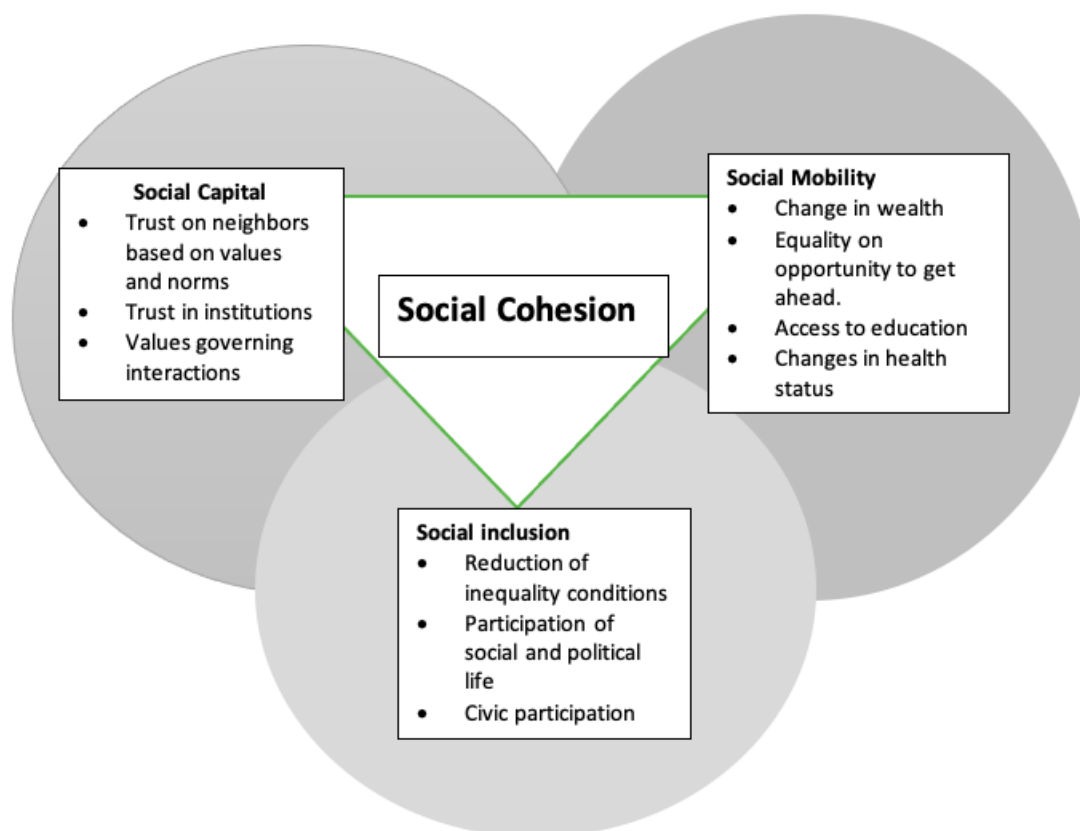 Social Capital
• Trust on neighbors
based on values
and norms
• Trust in institutions
• Values governing
interactions
Social Cohesion
Social Mobility
• Change in wealth
• Equality on
opportunity to get
ahead.
• Access to education
• Changes in health
status
Social inclusion
• Reduction of
inequality conditions
• Participation of
social and political
life
• Civic participation